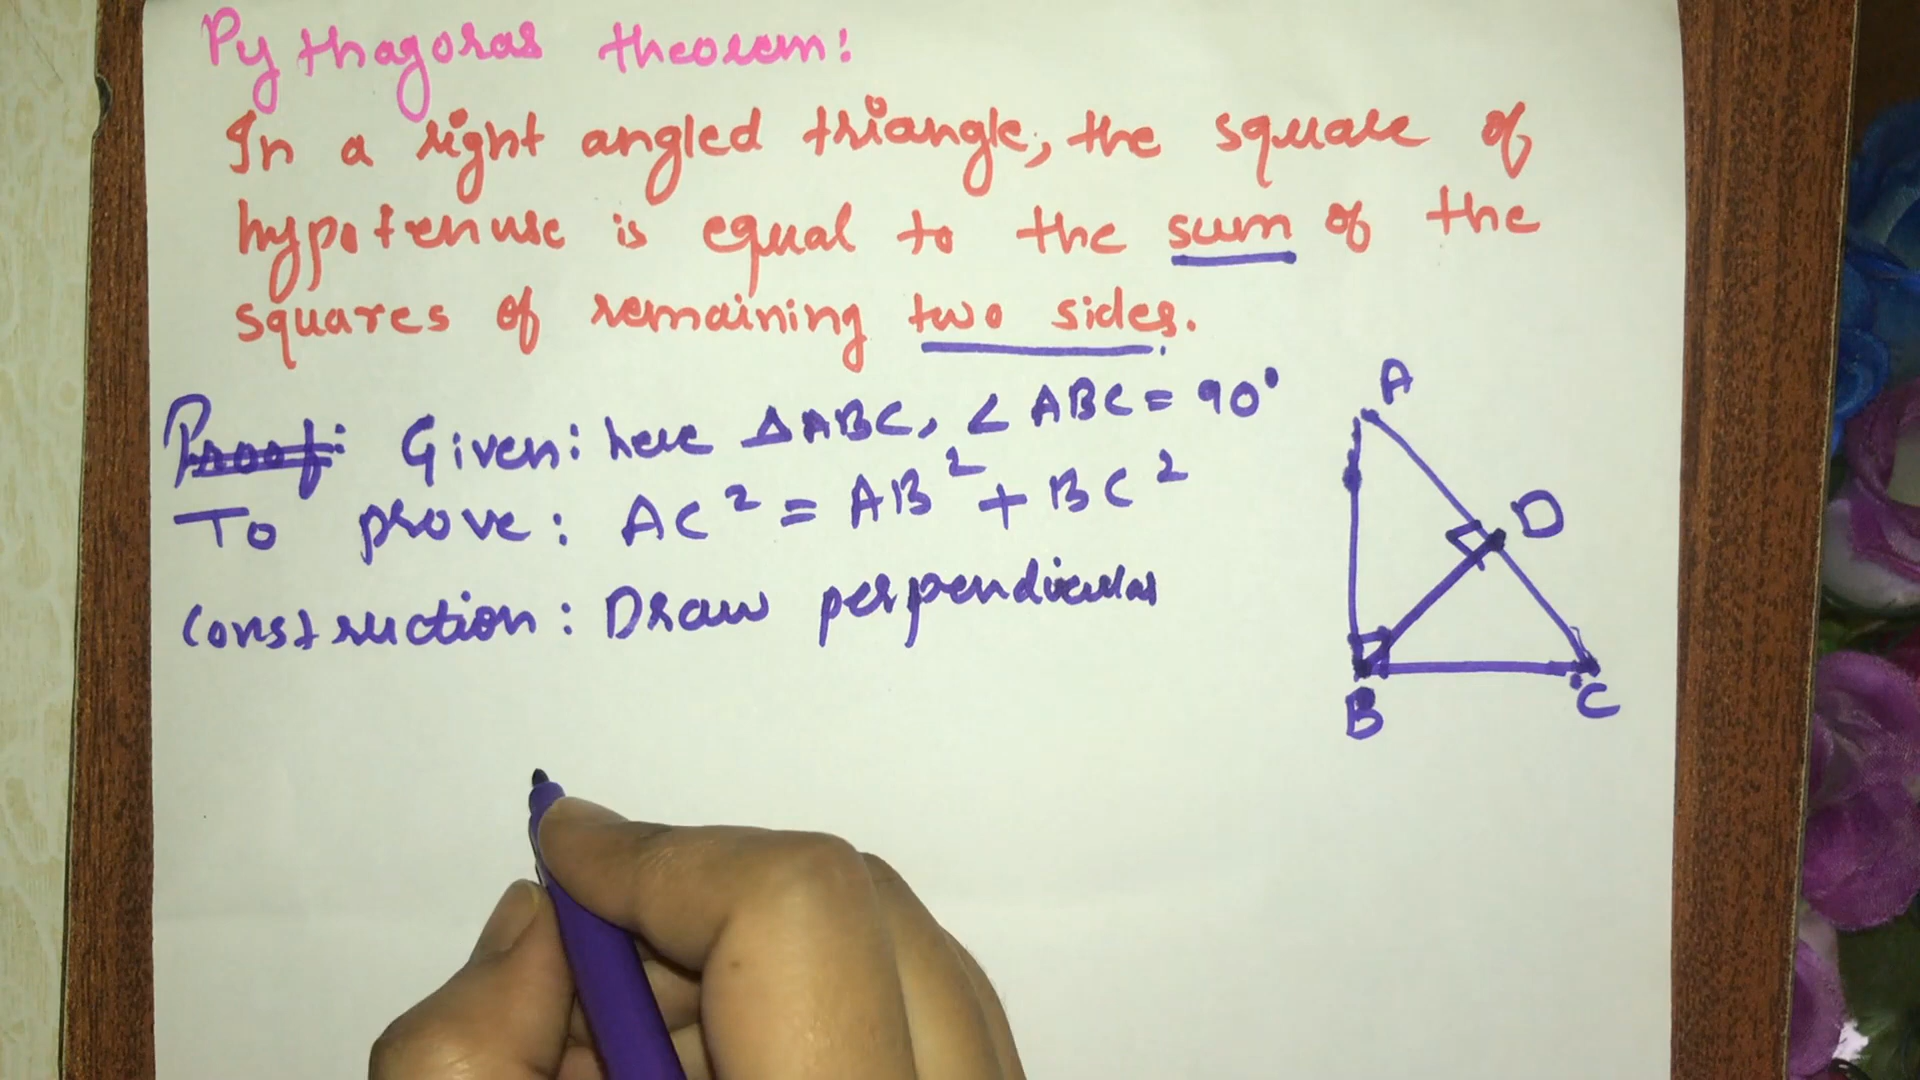 Pythagoras theorem:
In a right angled triangle, the square of
hypotenuse is equal to the sum of the
squares of remaining two sides.
Proof: Given: here △ABC, ∠ABC = 90°
To prove: AC² = AB² + BC²
Construction: Draw perpendicular
A
D
B
C